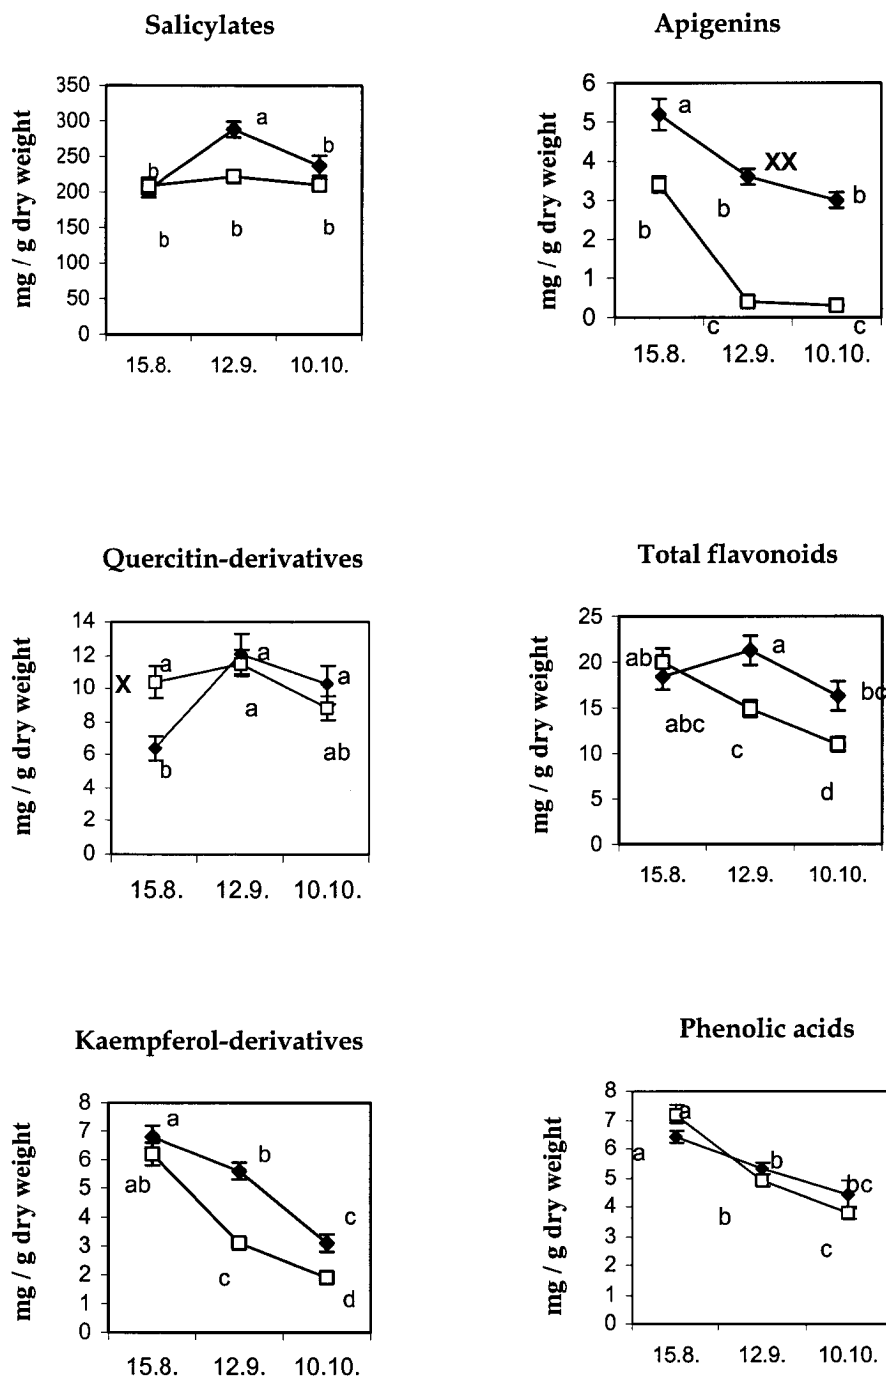 Salicylates
mg / g dry weight
350
300
250
200
150
100
50
0
a
b
b
b
b
b
15.8.
12.9.
10.10.
Apigenins
mg / g dry weight
6
5
4
3
2
1
0
a
XX
b
b
b
c
c
15.8.
12.9.
10.10.
Quercitin-derivatives
mg / g dry weight
14
12
10
8
6
4
2
0
X
a
a
a
a
ab
b
15.8.
12.9.
10.10.
Total flavonoids
mg / g dry weight
25
20
15
10
5
0
ab
a
bc
abc
c
d
15.8.
12.9.
10.10.
Kaempferol-derivatives
mg / g dry weight
8
7
6
5
4
3
2
1
0
a
b
ab
c
c
d
15.8.
12.9.
10.10.
Phenolic acids
mg / g dry weight
8
7
6
5
4
3
2
1
0
a
a
b
bc
b
c
15.8.
12.9.
10.10.